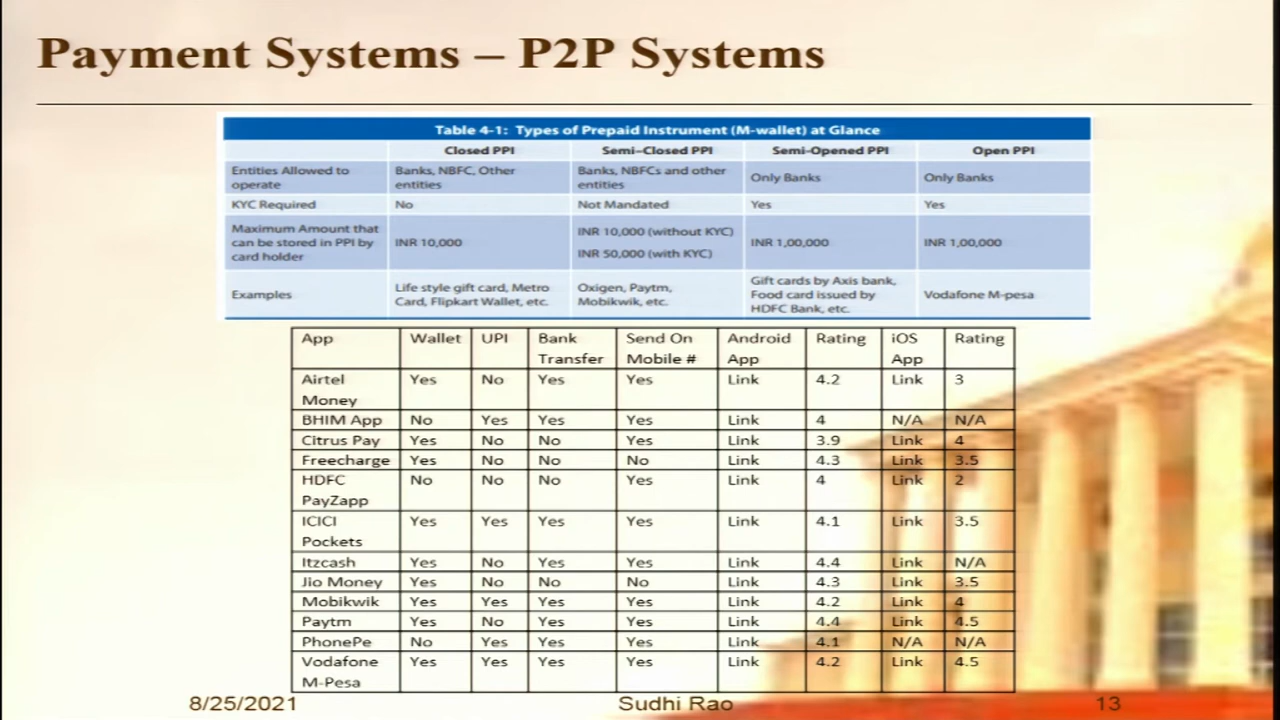 Payment Systems – P2P Systems
Table 4-1: Types of Prepaid Instrument (M-wallet) at Glance
Closed PPI Semi-Closed PPI Semi-Opened PPI Open PPI
Entities Allowed to operate Banks, NBFC, Other entities Banks, NBFCs and other entities Only Banks Only Banks
KYC Required No Not Mandated Yes Yes
Maximum Amount that can be stored in PPI by card holder INR 10,000 INR 10,000 (without KYC) INR 50,000 (with KYC) INR 1,00,000 INR 1,00,000
Examples Life style gift card, Metro Card, Flipkart Wallet, etc. Oxigen, Paytm, Mobikwik, etc. Gift cards by Axis bank, Food card issued by HDFC Bank, etc. Vodafone M-pesa
App Wallet UPI Bank Transfer Send On Mobile # Android App Rating iOS App Rating
Airtel Money Yes No Yes Yes Link 4.2 Link 3
BHIM App No Yes Yes Yes Link 4 N/A N/A
Citrus Pay Yes No No Yes Link 3.9 Link 4
Freecharge Yes No No No Link 4.3 Link 3.5
HDFC PayZapp No No No Yes Link 4 Link 2
ICICI Pockets Yes Yes Yes Yes Link 4.1 Link 3.5
Itzcash Yes No Yes Yes Link 4.4 Link N/A
Jio Money Yes No No No Link 4.3 Link 3.5
Mobikwik Yes Yes Yes Yes Link 4.2 Link 4
Paytm Yes No Yes Yes Link 4.4 Link 4.5
PhonePe No Yes Yes Yes Link 4.1 N/A N/A
Vodafone M-Pesa Yes Yes Yes Yes Link 4.2 Link 4.5
8/25/2021 Sudhi Rao 13